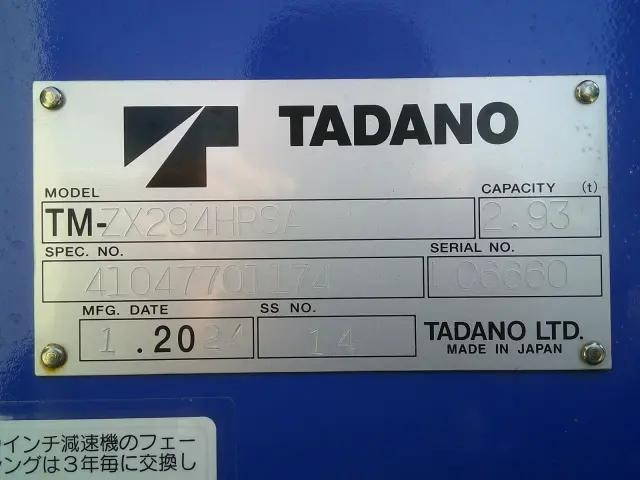 TADANO
MODEL
CAPACITY (t)
TM-ZX294HRSA
2.93
SPEC. NO.
SERIAL NO.
41047701174
06660
MFG. DATE
SS NO.
1 .2024
14
TADANO LTD.
MADE IN JAPAN
インチ減速機のフェー
ングは3年毎に交換し